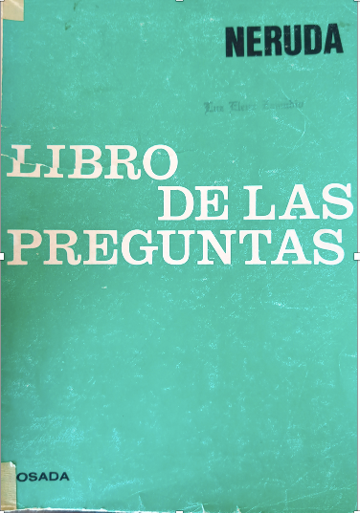 NERUDA
LIBRO
DE LAS
PREGUNTAS
OSADA